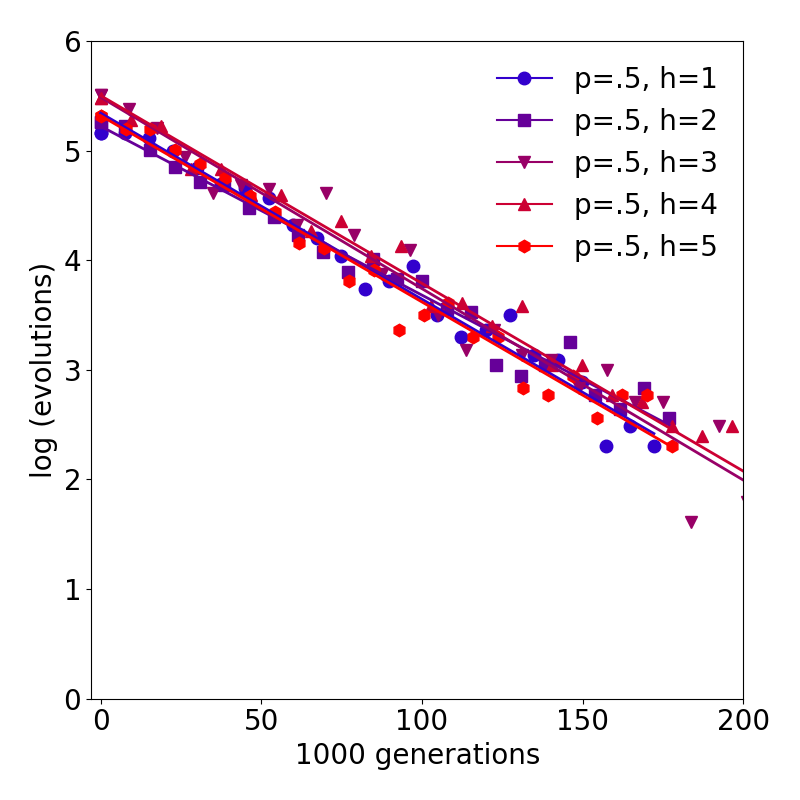 6
5
4
3
2
1
0
log (evolutions)
0 50 100 150 200
1000 generations
p=.5, h=1
p=.5, h=2
p=.5, h=3
p=.5, h=4
p=.5, h=5